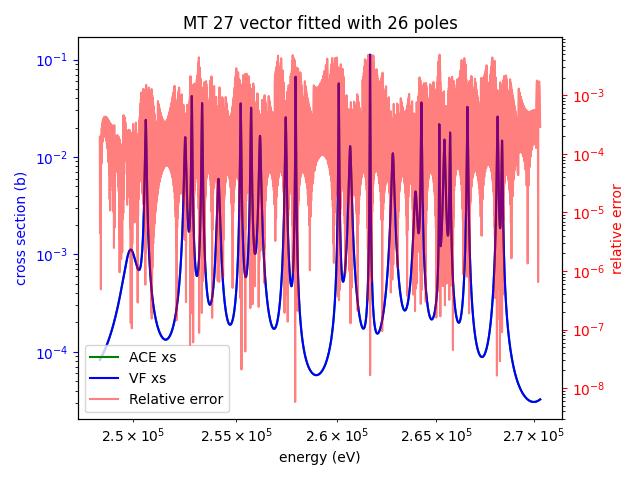 MT 27 vector fitted with 26 poles
10⁻¹
10⁻²
10⁻³
10⁻⁴
cross section (b)
10⁻³
10⁻⁴
10⁻⁵
10⁻⁶
10⁻⁷
10⁻⁸
relative error
ACE xs
VF xs
Relative error
2.5 × 10⁵ 2.55 × 10⁵ 2.6 × 10⁵ 2.65 × 10⁵ 2.7 × 10⁵
energy (eV)